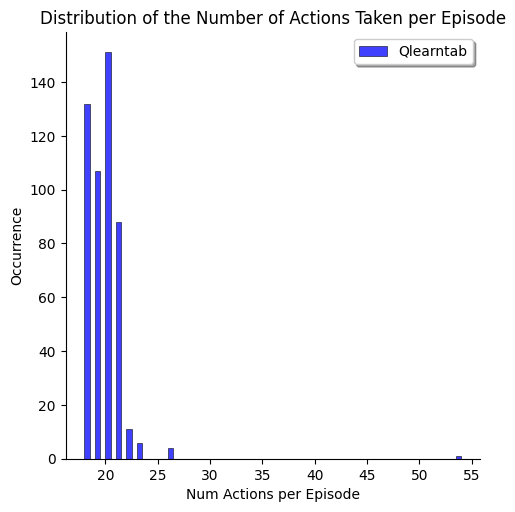 Distribution of the Number of Actions Taken per Episode
Qlearntab
140
120
100
80
60
40
20
0
Occurrence
20 25 30 35 40 45 50 55
Num Actions per Episode